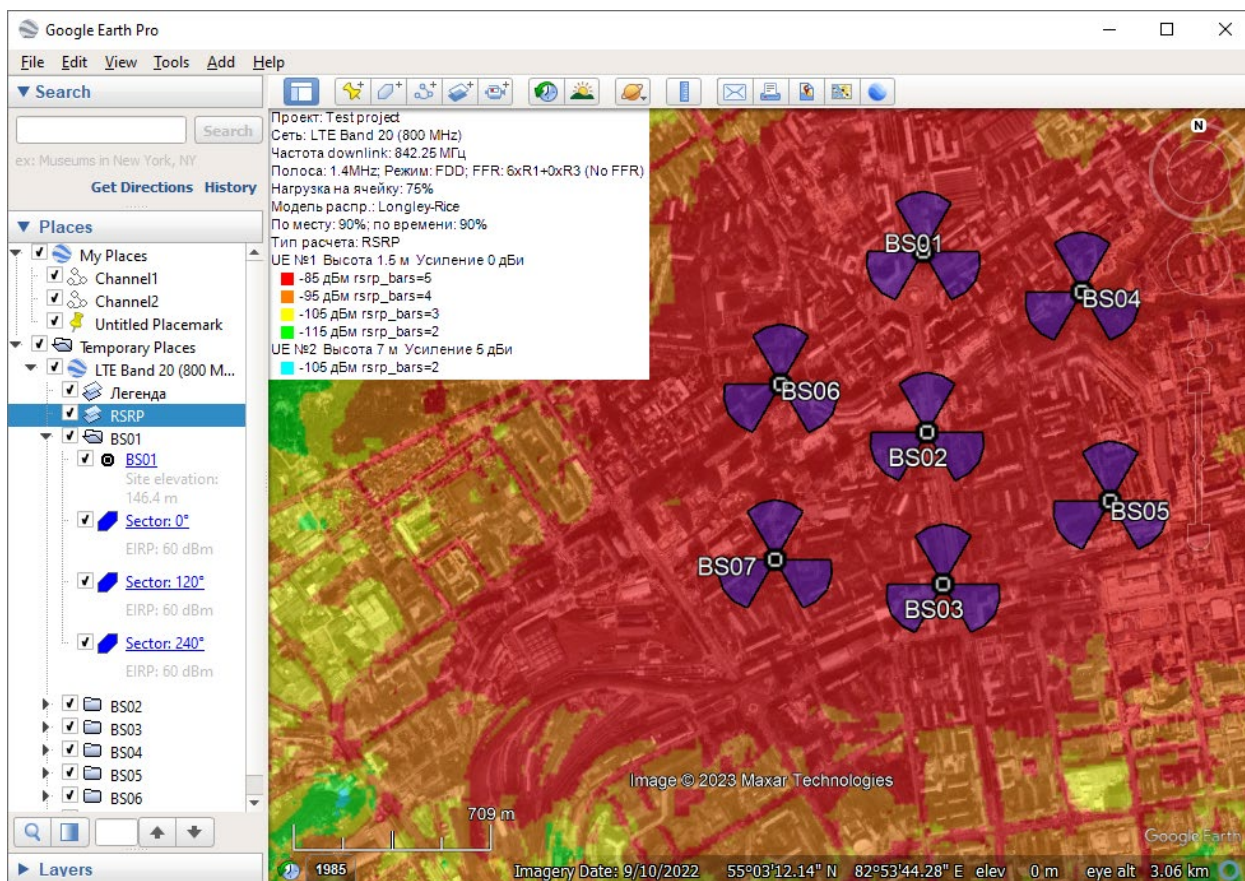 Google Earth Pro
File Edit View Tools Add Help
Search
Search
ex: Museums in New York, NY
Get Directions History
Places
My Places
Channel1
Channel2
Untitled Placemark
Temporary Places
LTE Band 20 (800 M...
Легенда
RSRP
BS01
BS01
Site elevation:
146.4 m
Sector: 0°
EIRP: 60 dBm
Sector: 120°
EIRP: 60 dBm
Sector: 240°
EIRP: 60 dBm
BS02
BS03
BS04
BS05
BS06
Layers
Проект: Test project
Сеть: LTE Band 20 (800 MHz)
Частота downlink: 842.25 МГц
Полоса: 1.4MHz; Режим: FDD; FFR: 6xR1+0xR3 (No FFR)
Нагрузка на ячейку: 75%
Модель распр.: Longley-Rice
По месту: 90%; по времени: 90%
Тип расчета: RSRP
UE №1 Высота 1.5 м Усиление 0 дБи
-85 дБм rsrp_bars=5
-95 дБм rsrp_bars=4
-105 дБм rsrp_bars=3
-115 дБм rsrp_bars=2
UE №2 Высота 7 м Усиление 5 дБи
-105 дБм rsrp_bars=2
N
BS01
BS04
BS06
BS02
BS05
BS07
BS03
Image © 2023 Maxar Technologies
709 m
Google Earth
1985
Imagery Date: 9/10/2022 55°03'12.14" N 82°53'44.28" E elev 0 m eye alt 3.06 km